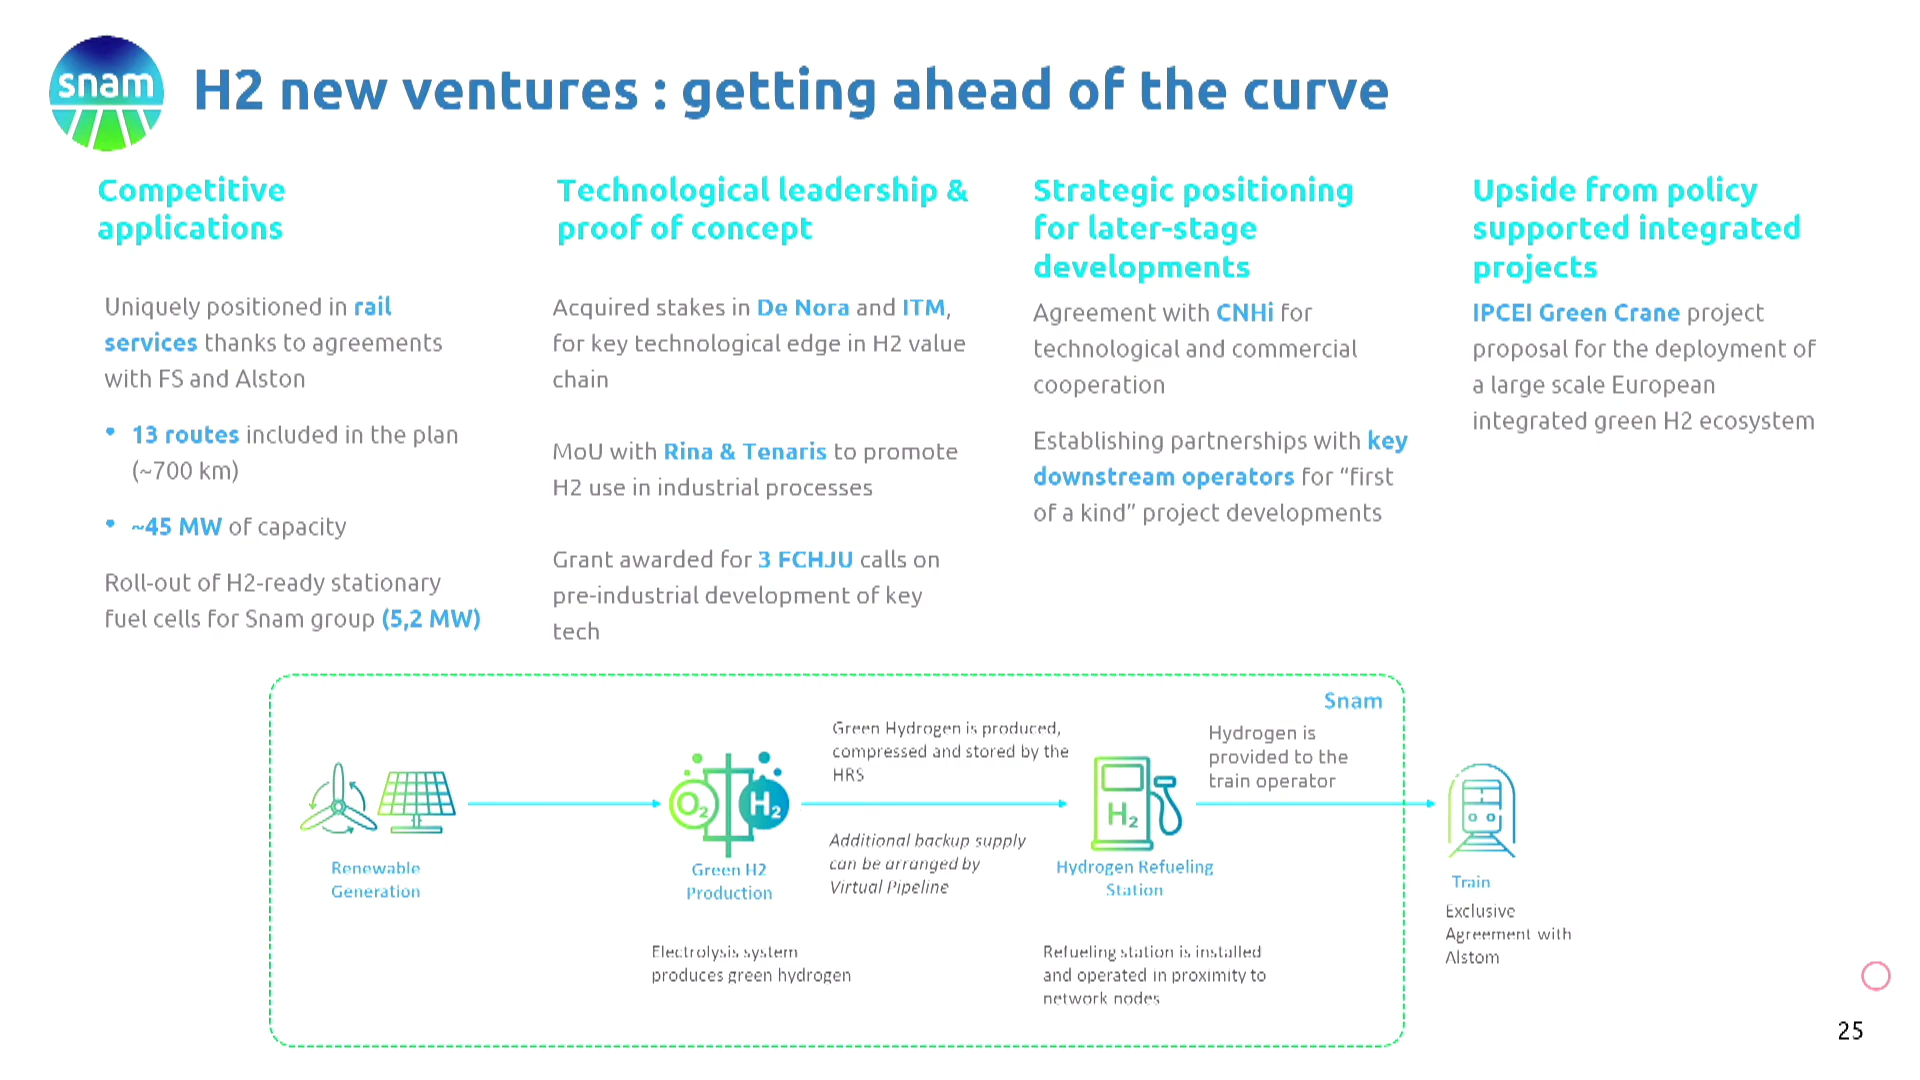 snam
H2 new ventures : getting ahead of the curve
Competitive
applications
Uniquely positioned in rail
services thanks to agreements
with FS and Alston
• 13 routes included in the plan
(~700 km)
• ~45 MW of capacity
Roll-out of H2-ready stationary
fuel cells for Snam group (5,2 MW)
Technological leadership &
proof of concept
Acquired stakes in De Nora and ITM,
for key technological edge in H2 value
chain
MoU with Rina & Tenaris to promote
H2 use in industrial processes
Grant awarded for 3 FCHJU calls on
pre-industrial development of key
tech
Strategic positioning
for later-stage
developments
Agreement with CNHi for
technological and commercial
cooperation
Establishing partnerships with key
downstream operators for “first
of a kind” project developments
Upside from policy
supported integrated
projects
IPCEI Green Crane project
proposal for the deployment of
a large scale European
integrated green H2 ecosystem
Snam
Renewable
Generation
O2 H2
Green H2
Production
Electrolysis system
produces green hydrogen
Green Hydrogen is produced,
compressed and stored by the
HRS
Additional backup supply
can be arranged by
Virtual Pipeline
H2
Hydrogen Refueling
Station
Refueling station is installed
and operated in proximity to
network nodes
Hydrogen is
provided to the
train operator
Train
Exclusive
Agreement with
Alstom
25